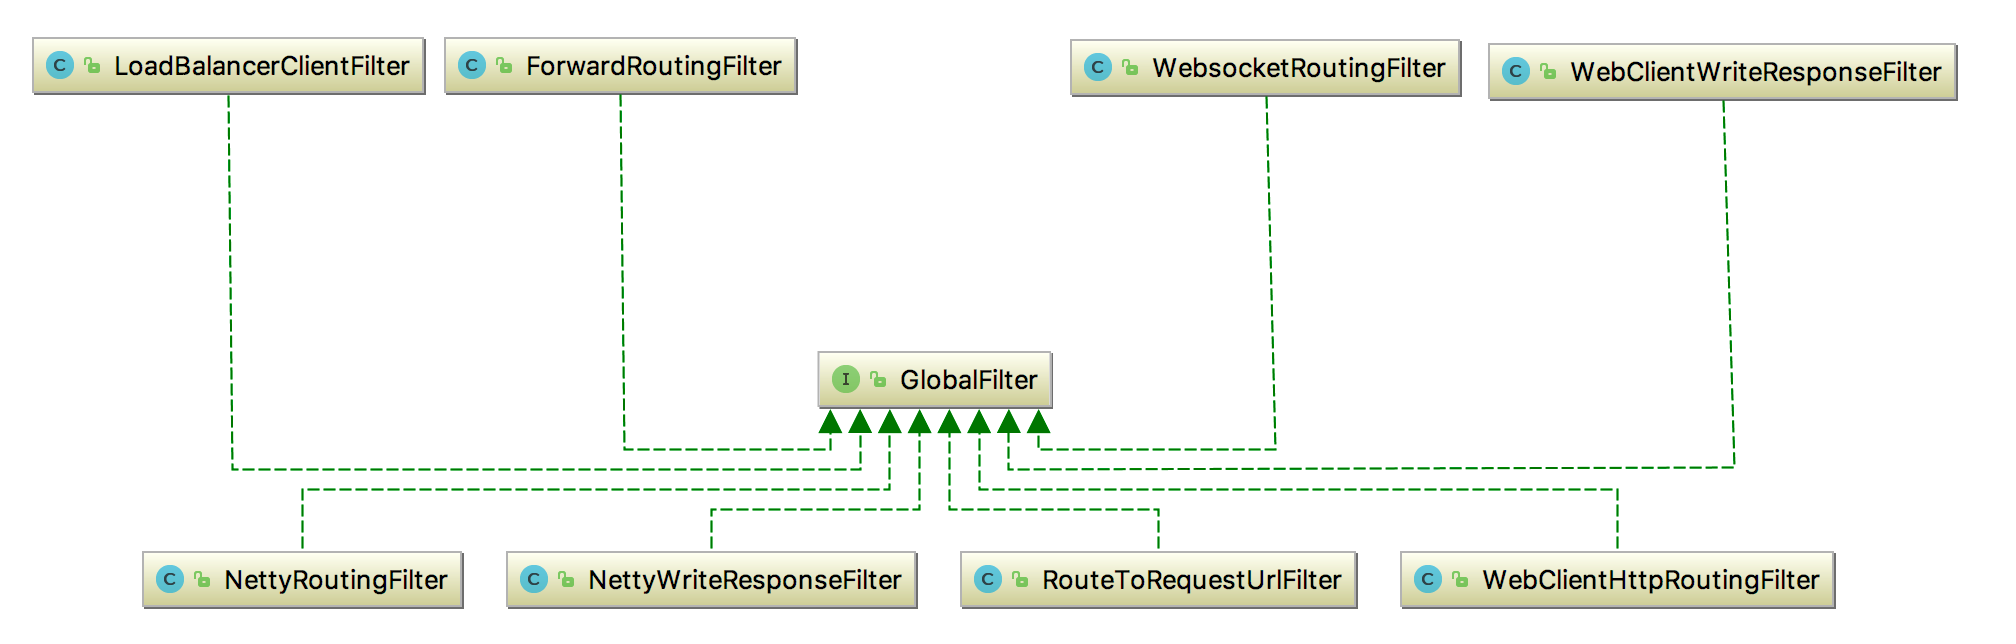 C LoadBalancerClientFilter
C ForwardRoutingFilter
C WebsocketRoutingFilter
C WebClientWriteResponseFilter
I GlobalFilter
C NettyRoutingFilter
C NettyWriteResponseFilter
C RouteToRequestUrlFilter
C WebClientHttpRoutingFilter